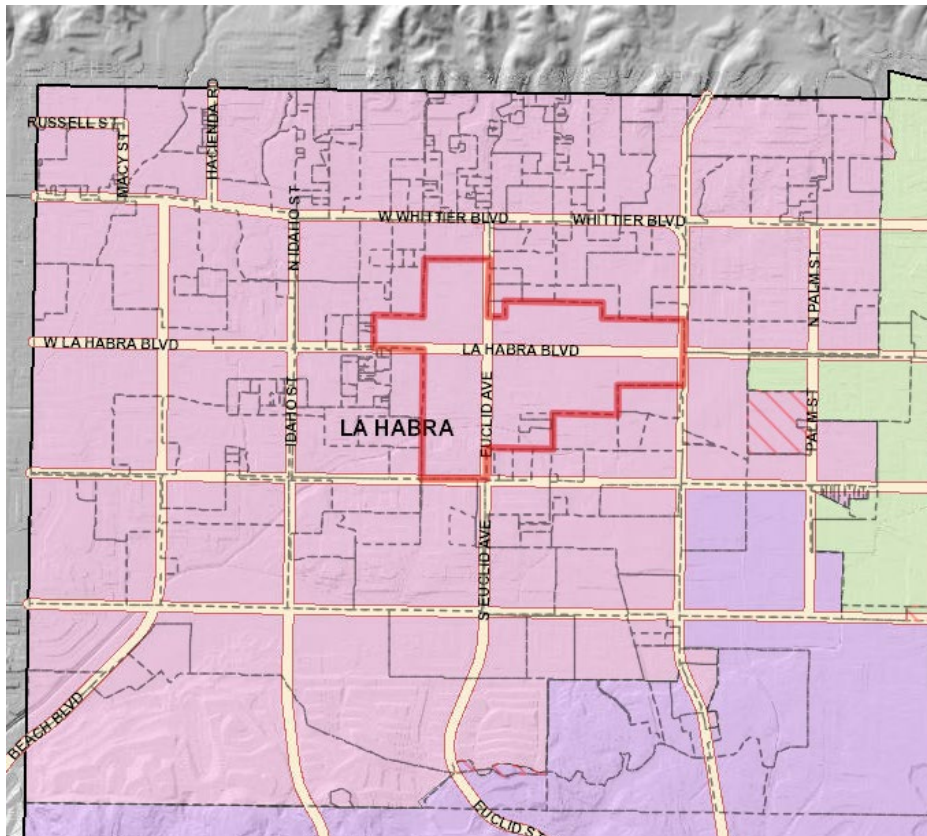 RUSSELL ST
MACY ST
HACIENDA RD
N IDAHO ST
W WHITTIER BLVD
WHITTIER BLVD
N PALM ST
W LA HABRA BLVD
LA HABRA BLVD
EUCLID AVE
IDAHO ST
LA HABRA
PALM ST
S EUCLID AVE
BEACH BLVD
EUCLID ST